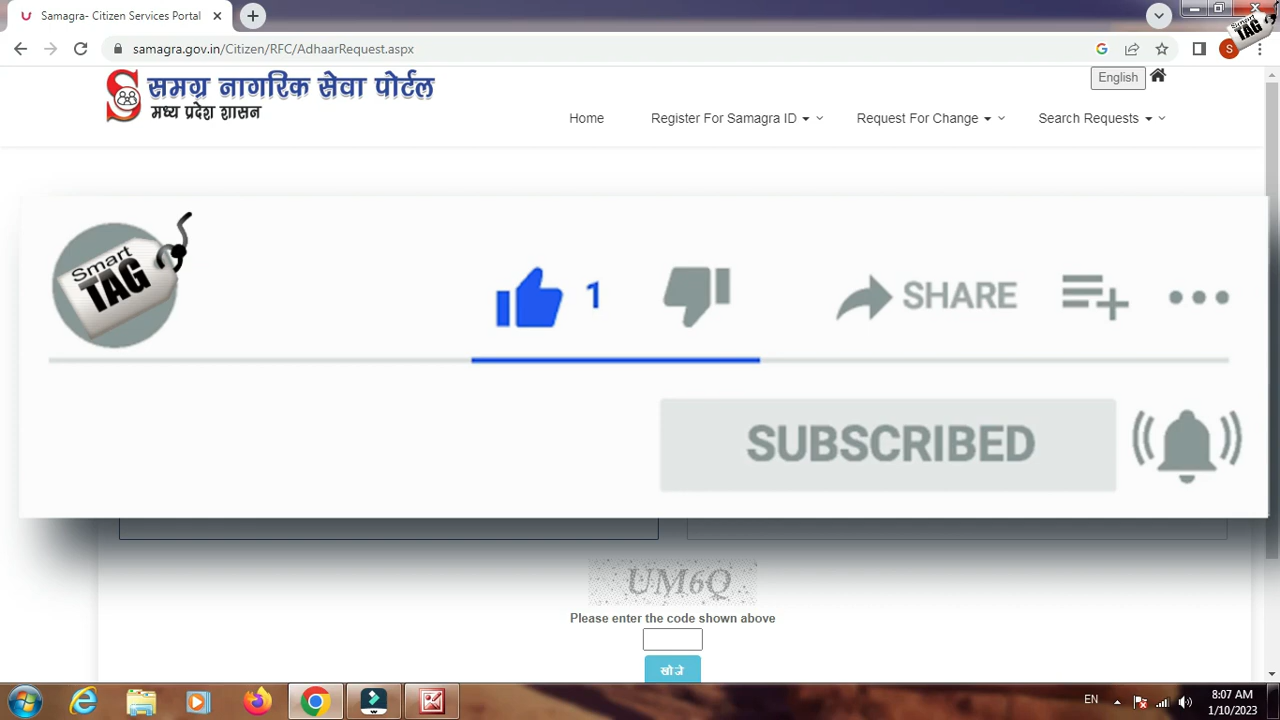 Samagra- Citizen Services Portal
Smart TAG
samagra.gov.in/Citizen/RFC/AdhaarRequest.aspx
S
English
समग्र नागरिक सेवा पोर्टल
मध्य प्रदेश शासन
Home
Register For Samagra ID
Request For Change
Search Requests
Smart
TAG
1
SHARE
SUBSCRIBED
UM6Q
Please enter the code shown above
खोजे
EN
8:07 AM
1/10/2023